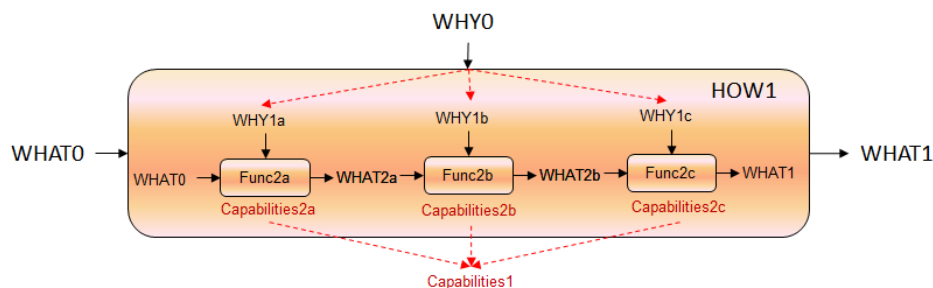 WHY0
HOW1
WHY1a WHY1b WHY1c
WHAT0 WHAT1
WHAT0 Func2a WHAT2a Func2b WHAT2b Func2c WHAT1
Capabilities2a Capabilities2b Capabilities2c
Capabilities1